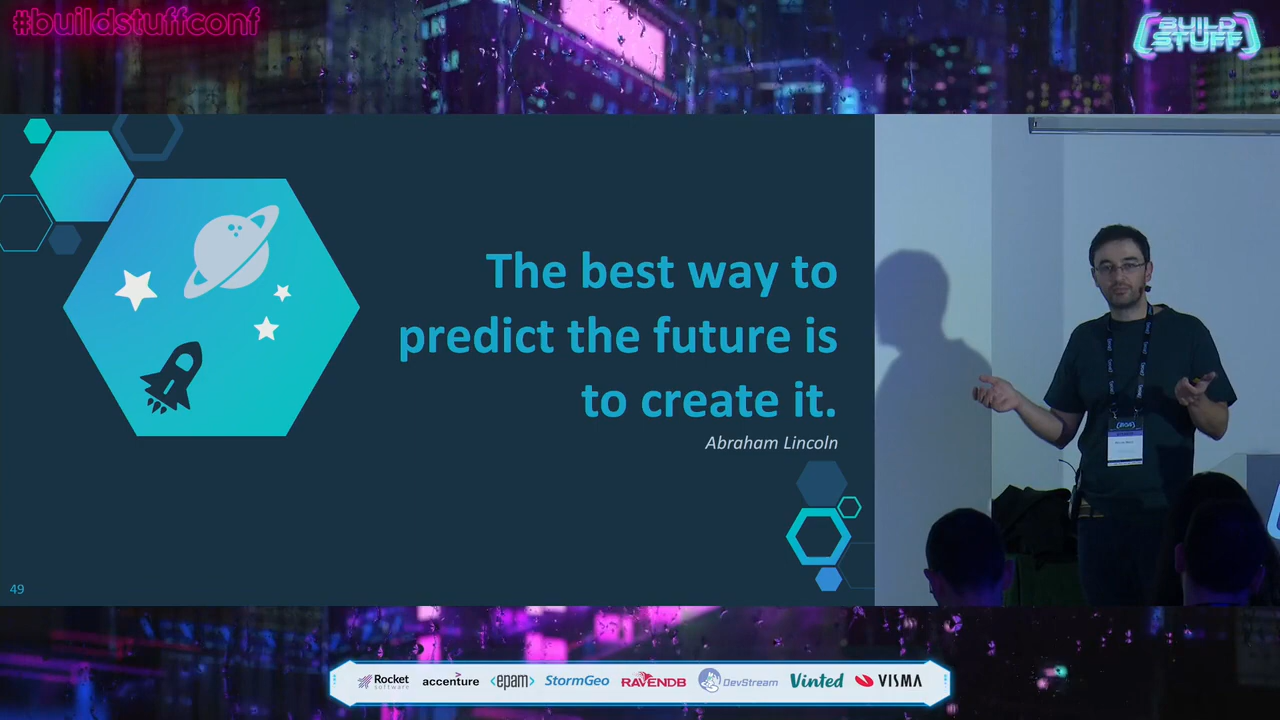 #buildstuffconf
BUILD
STUFF
The best way to
predict the future is
to create it.
Abraham Lincoln
49
Rocket
software
accenture
<epam>
StormGeo
RAVENDB
DevStream
Vinted
VISMA